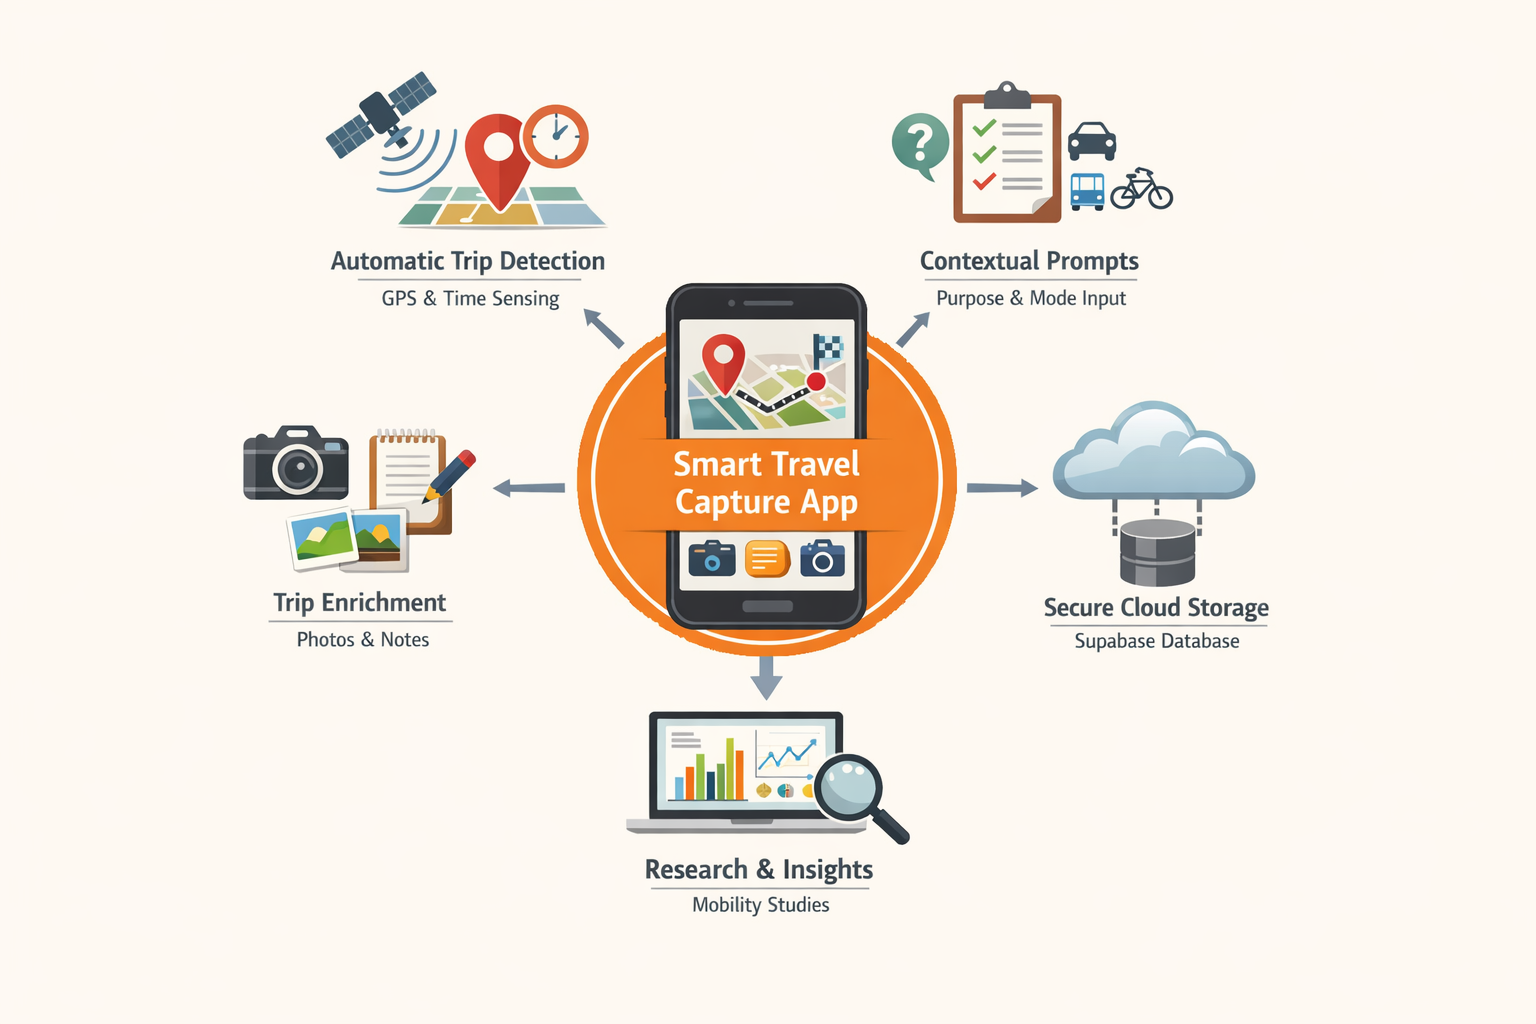 Automatic Trip Detection
GPS & Time Sensing
?
Contextual Prompts
Purpose & Mode Input
Smart Travel
Capture App
Trip Enrichment
Photos & Notes
Secure Cloud Storage
Supabase Database
Research & Insights
Mobility Studies